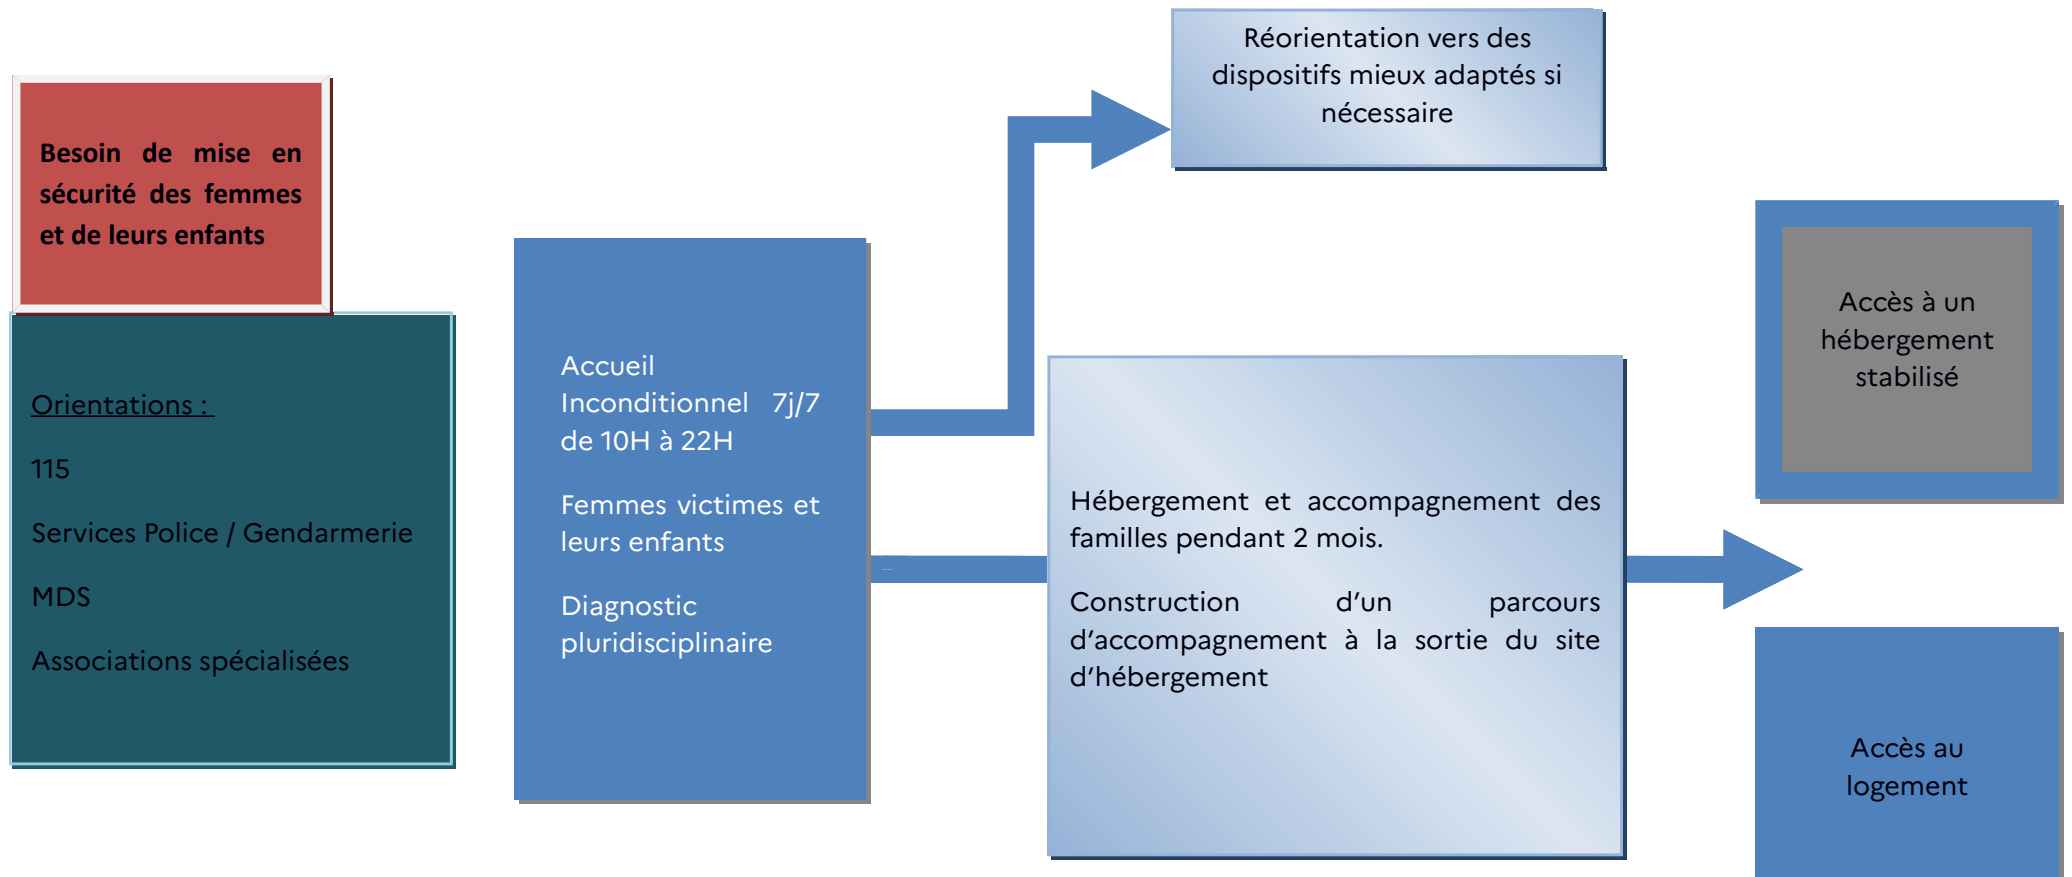 Besoin de mise en
sécurité des femmes
et de leurs enfants
Orientations :
115
Services Police / Gendarmerie
MDS
Associations spécialisées
Accueil
Inconditionnel 7j/7
de 10H à 22H
Femmes victimes et
leurs enfants
Diagnostic
pluridisciplinaire
Réorientation vers des
dispositifs mieux adaptés si
nécessaire
Hébergement et accompagnement des
familles pendant 2 mois.
Construction d’un parcours
d’accompagnement à la sortie du site
d’hébergement
Accès à un
hébergement
stabilisé
Accès au
logement